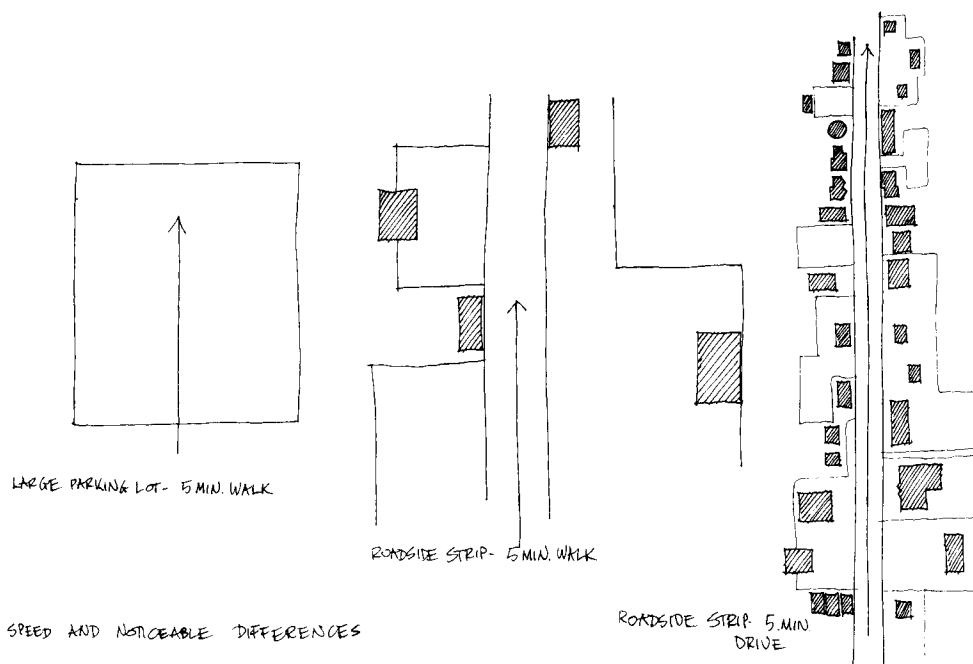 LARGE PARKING LOT- 5 MIN. WALK
ROADSIDE STRIP- 5 MIN. WALK
ROADSIDE STRIP- 5. MIN.
DRIVE
SPEED AND NOTICEABLE DIFFERENCES